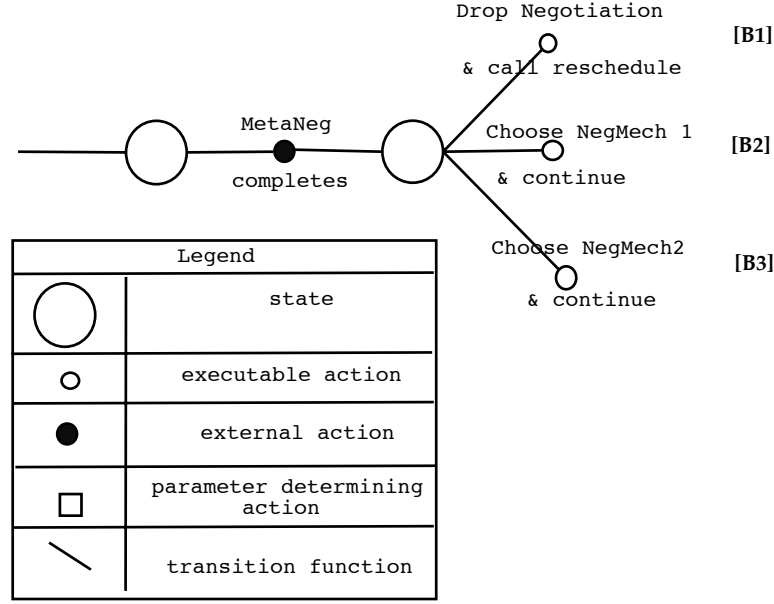 Drop Negotiation
[B1]
& call reschedule
MetaNeg
Choose NegMech 1
[B2]
completes
& continue
Choose NegMech2
[B3]
& continue
Legend
state
executable action
external action
parameter determining
action
transition function